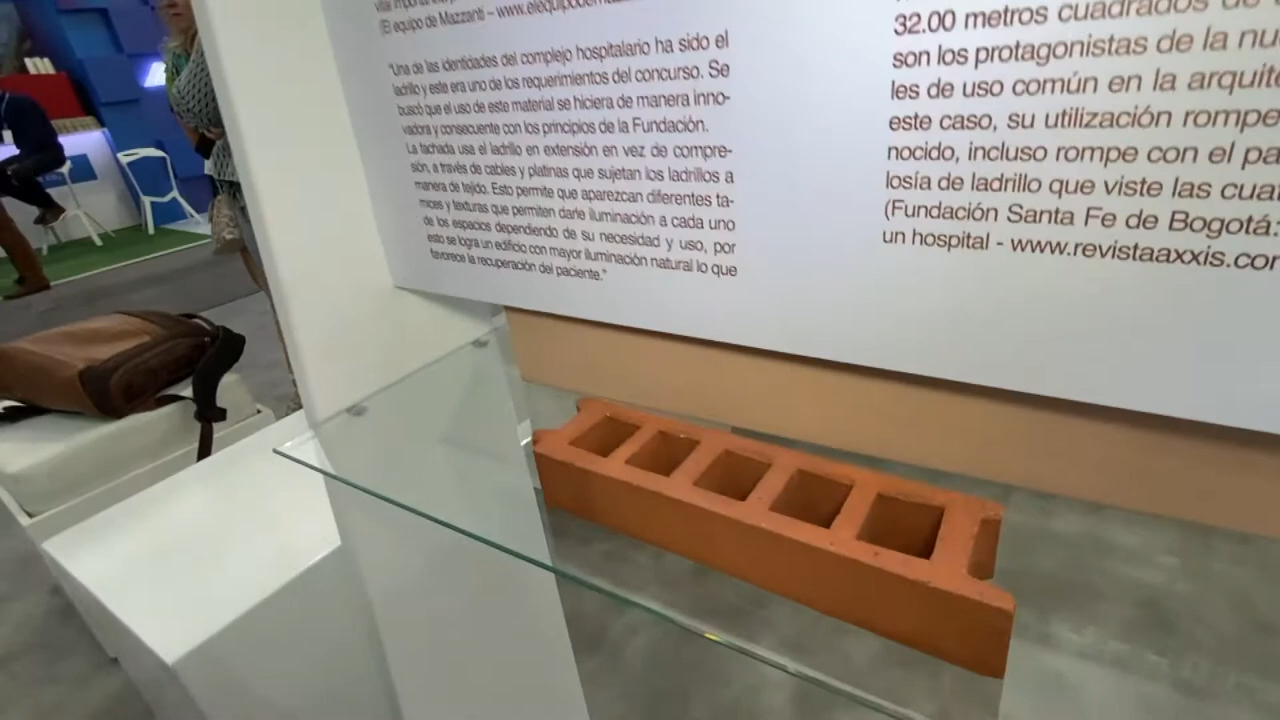 vital
(El equipo de Mazzanti – www.elequipodemazz
"Una de las identidades del complejo hospitalario ha sido el
ladrillo y este era uno de los requerimientos del concurso. Se
buscó que el uso de este material se hiciera de manera inno-
vadora y consecuente con los principios de la Fundación.
La fachada usa el ladrillo en extensión en vez de compre-
sión, a través de cables y platinas que sujetan los ladrillos a
manera de tejido. Esto permite que aparezcan diferentes ta-
mices y texturas que permiten darle iluminación a cada uno
de los espacios dependiendo de su necesidad y uso, por
esto se logra un edificio con mayor iluminación natural lo que
favorece la recuperación del paciente."
32.00 metros cuadrados de
son los protagonistas de la nu
les de uso común en la arquite
este caso, su utilización rompe
nocido, incluso rompe con el pa
losía de ladrillo que viste las cua
(Fundación Santa Fe de Bogotá:
un hospital - www.revistaaxxis.cor